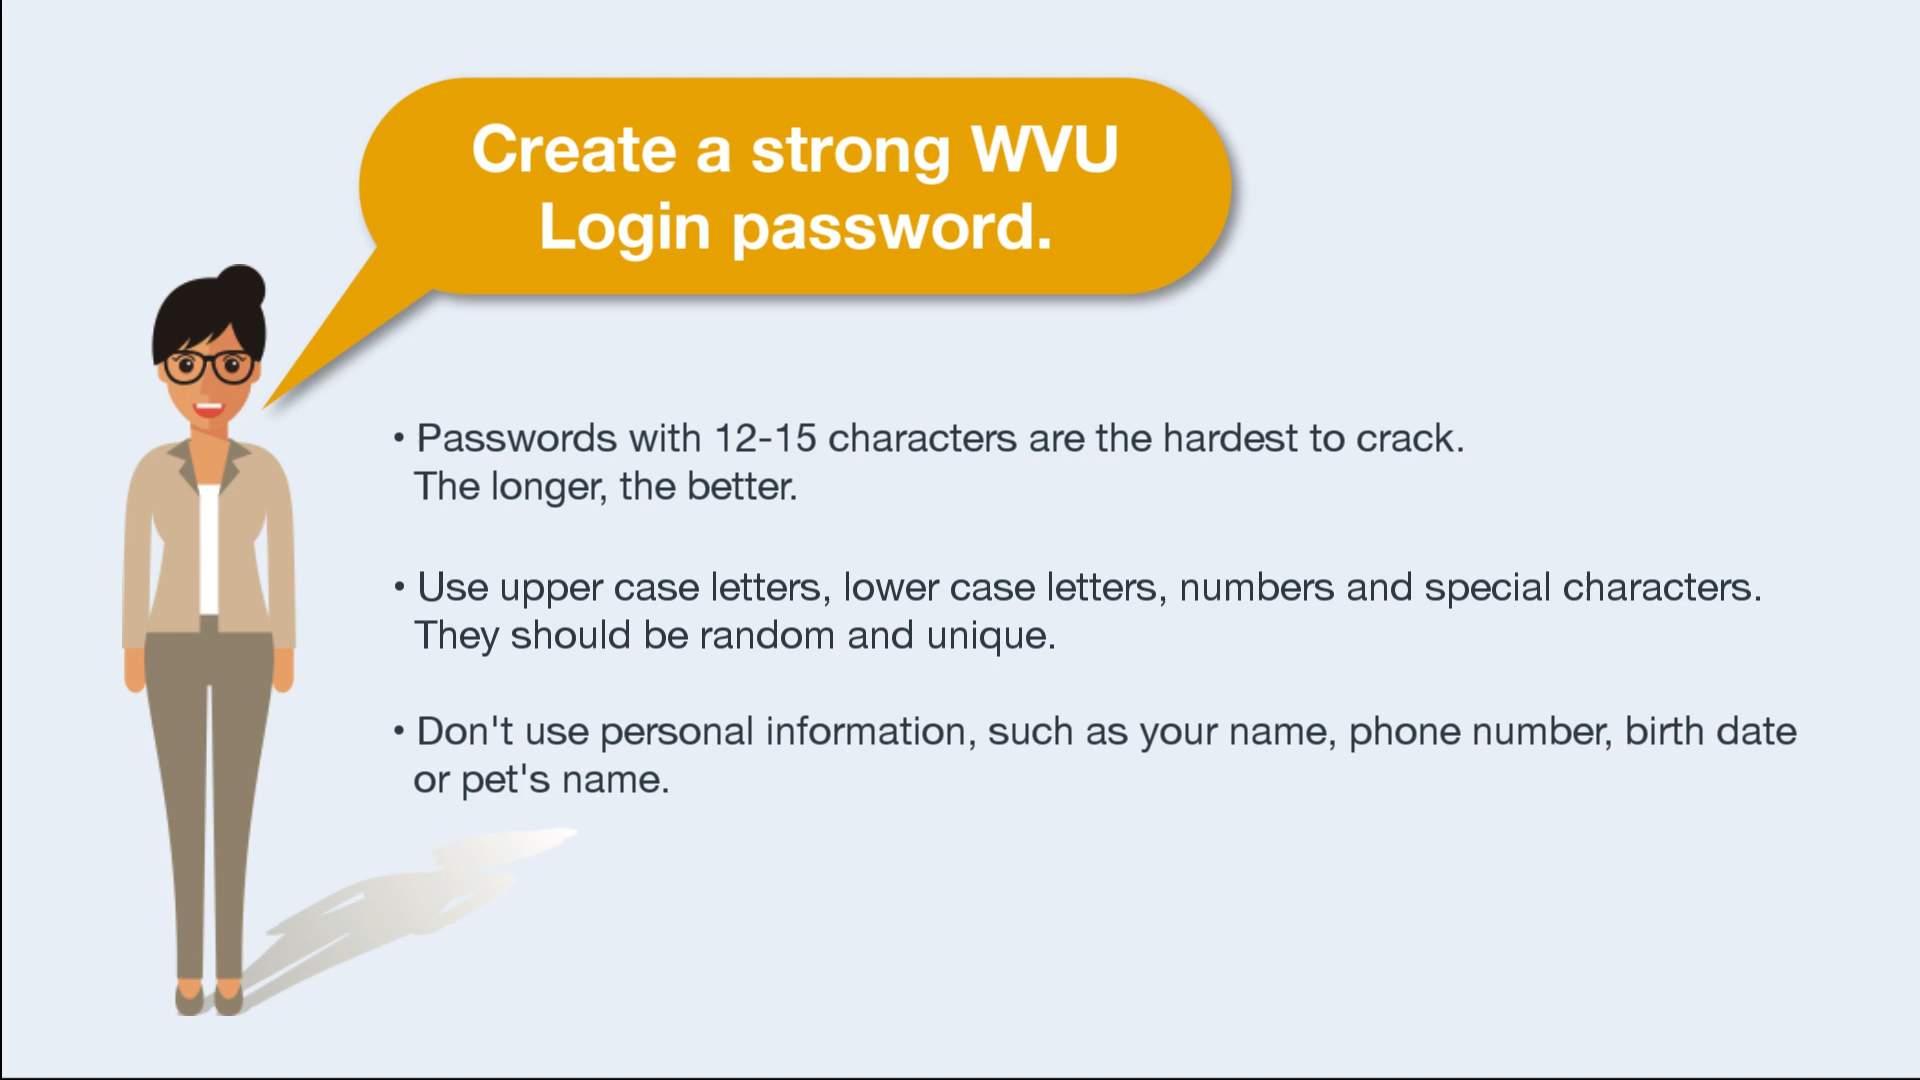 Create a strong WVU
Login password.
• Passwords with 12-15 characters are the hardest to crack.
The longer, the better.
• Use upper case letters, lower case letters, numbers and special characters.
They should be random and unique.
• Don't use personal information, such as your name, phone number, birth date
or pet's name.